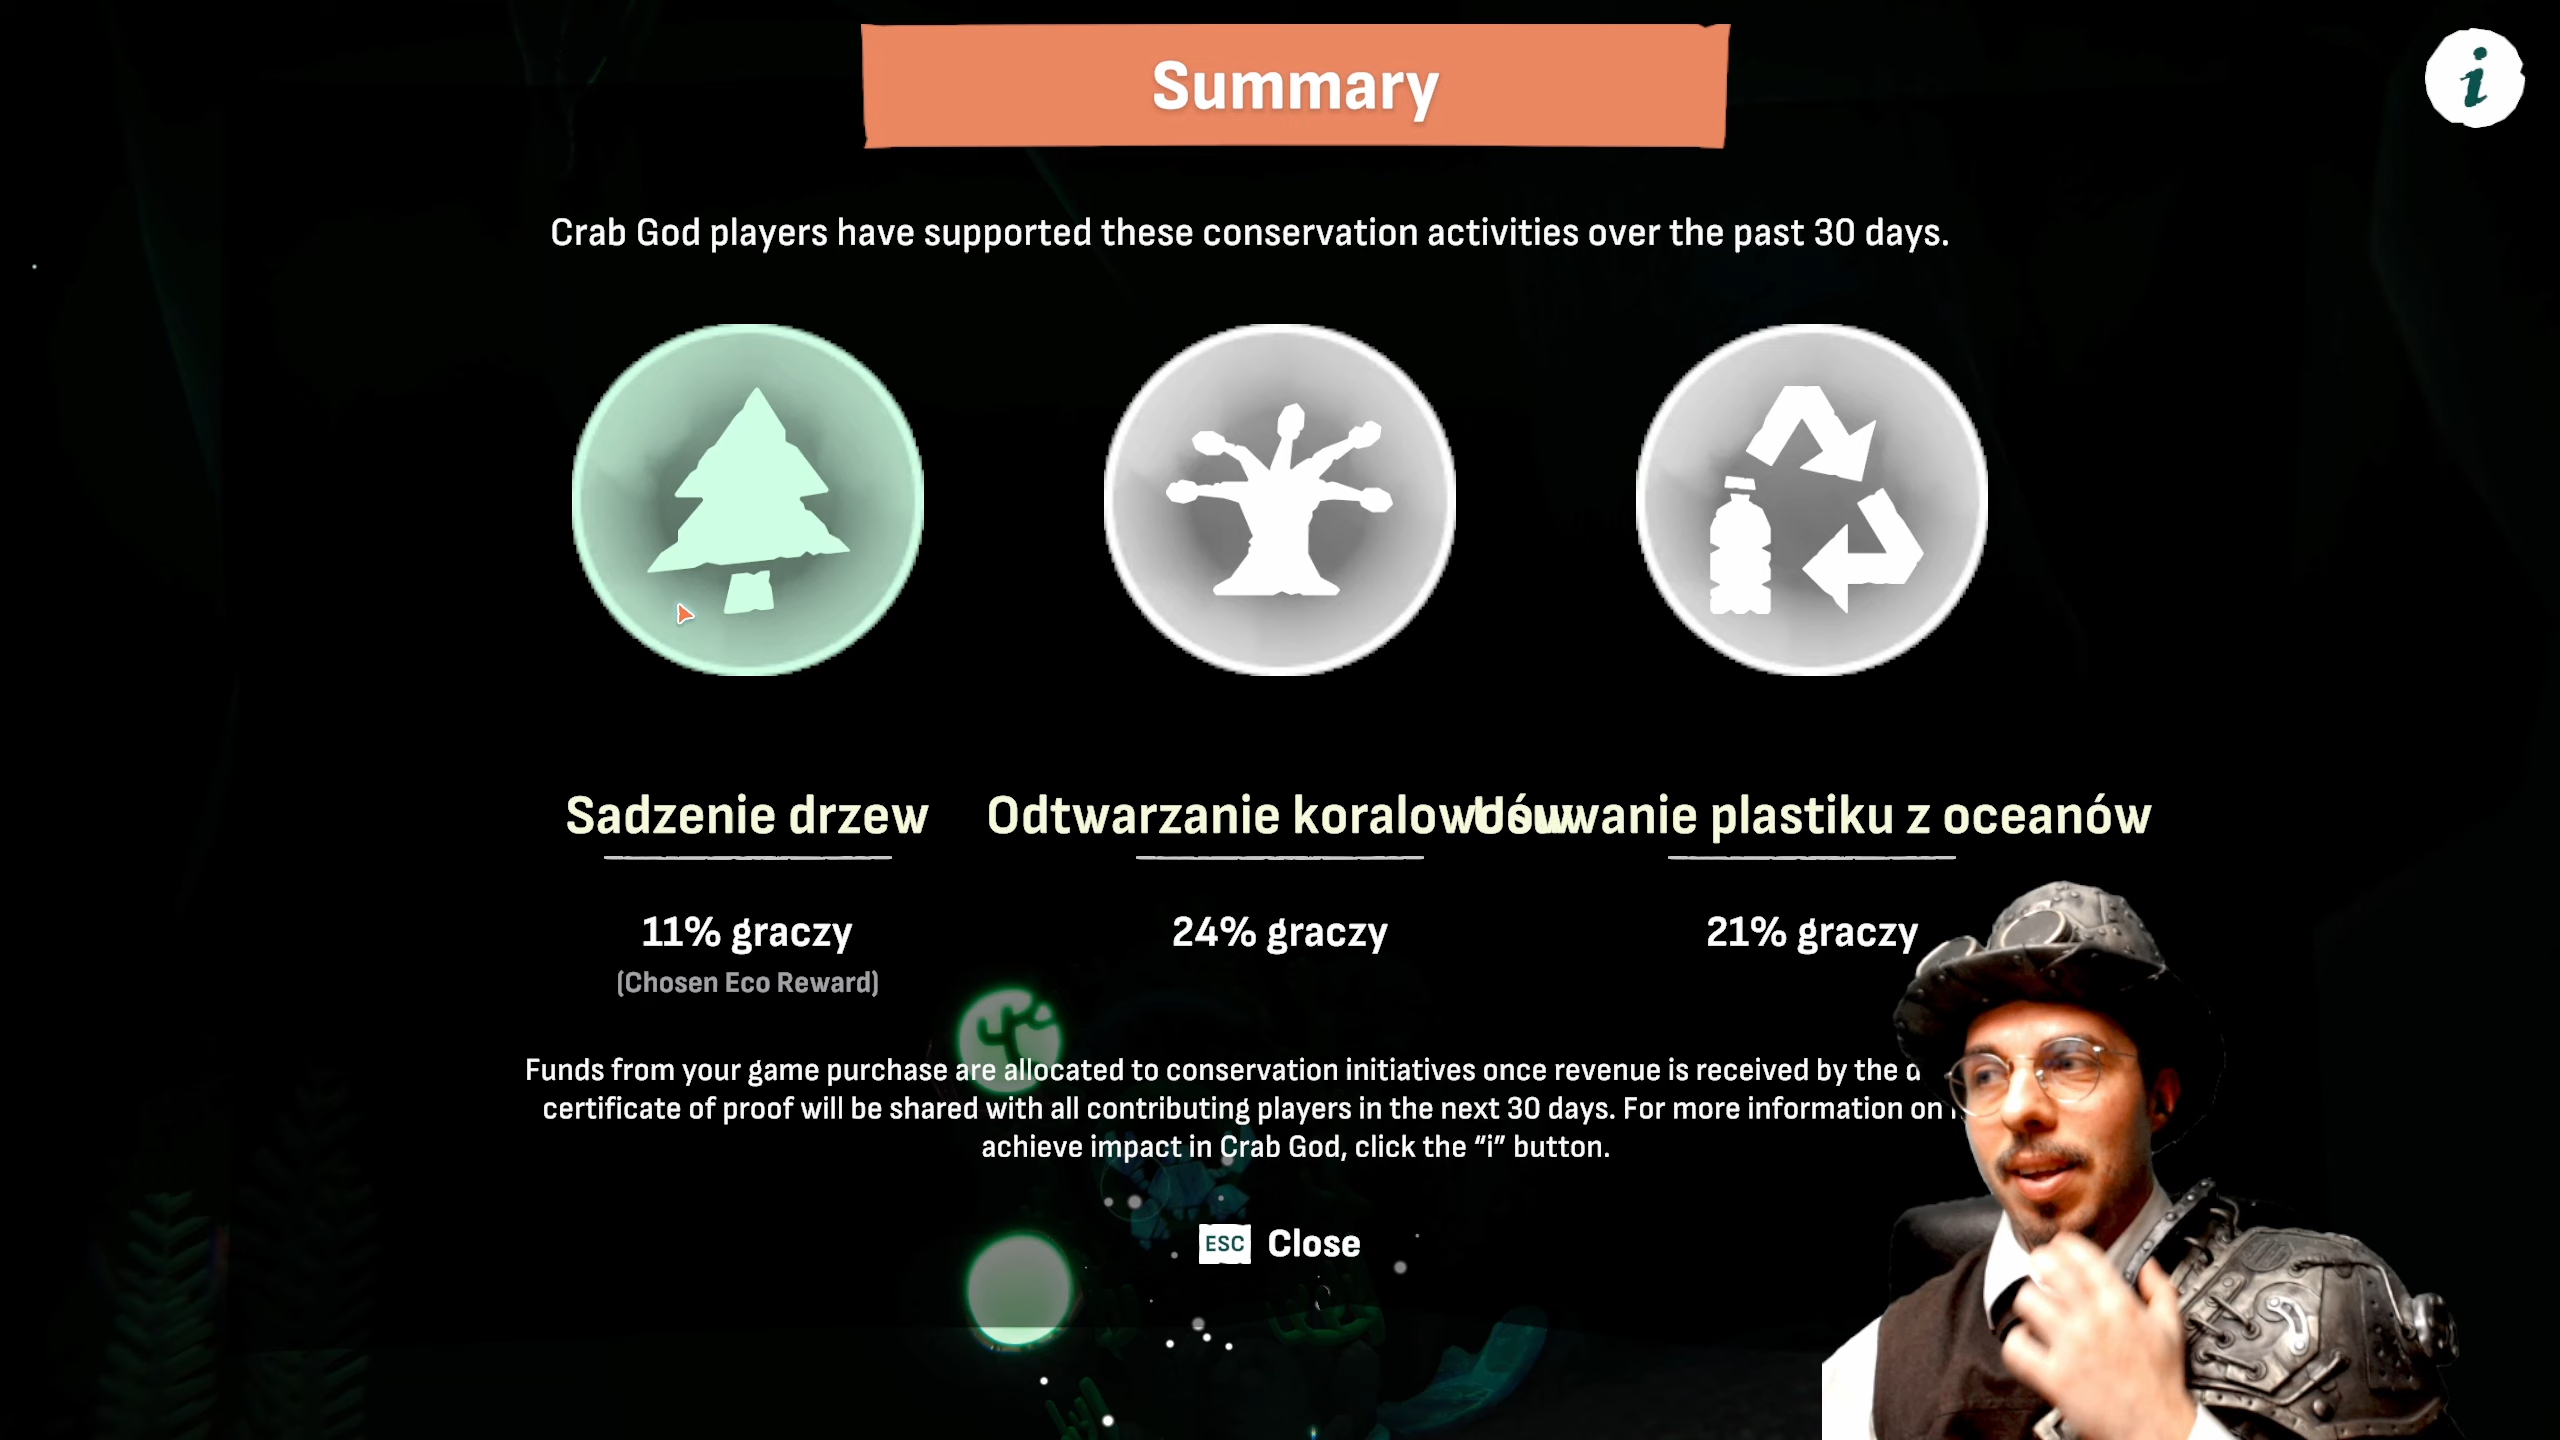 Summary
i
Crab God players have supported these conservation activities over the past 30 days.
Sadzenie drzew
Odtwarzanie koralowców
Usuwanie plastiku z oceanów
11% graczy
24% graczy
21% graczy
(Chosen Eco Reward)
Funds from your game purchase are allocated to conservation initiatives once revenue is received by the
certificate of proof will be shared with all contributing players in the next 30 days. For more information on
achieve impact in Crab God, click the “i” button.
ESC Close